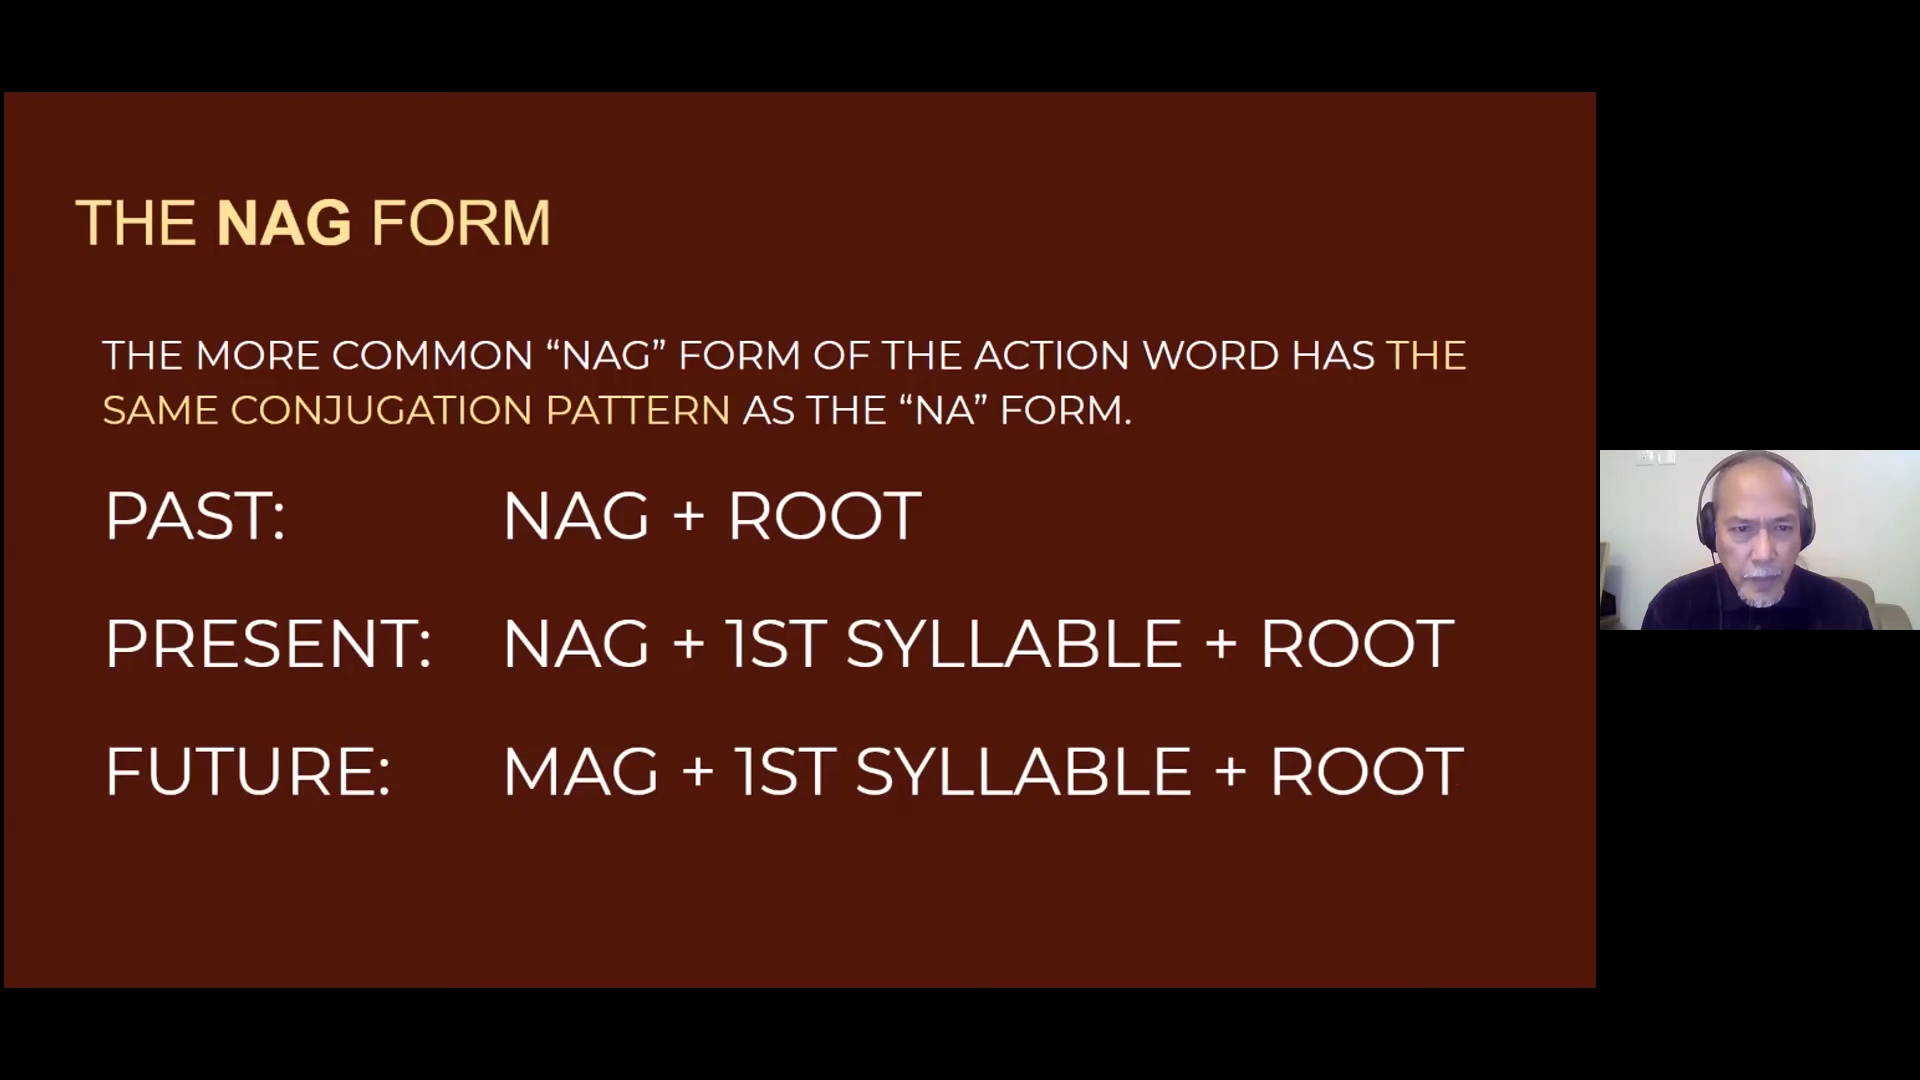 THE NAG FORM
THE MORE COMMON “NAG” FORM OF THE ACTION WORD HAS THE
SAME CONJUGATION PATTERN AS THE “NA” FORM.
PAST: NAG + ROOT
PRESENT: NAG + 1ST SYLLABLE + ROOT
FUTURE: MAG + 1ST SYLLABLE + ROOT